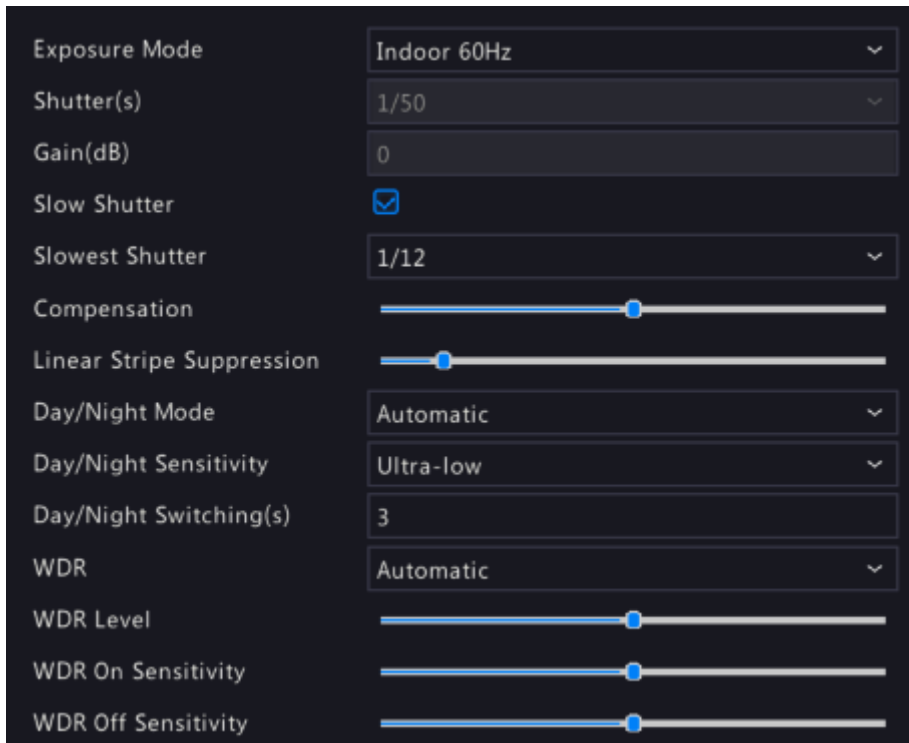 Exposure Mode Indoor 60Hz
Shutter(s) 1/50
Gain(dB) 0
Slow Shutter
Slowest Shutter 1/12
Compensation
Linear Stripe Suppression
Day/Night Mode Automatic
Day/Night Sensitivity Ultra-low
Day/Night Switching(s) 3
WDR Automatic
WDR Level
WDR On Sensitivity
WDR Off Sensitivity